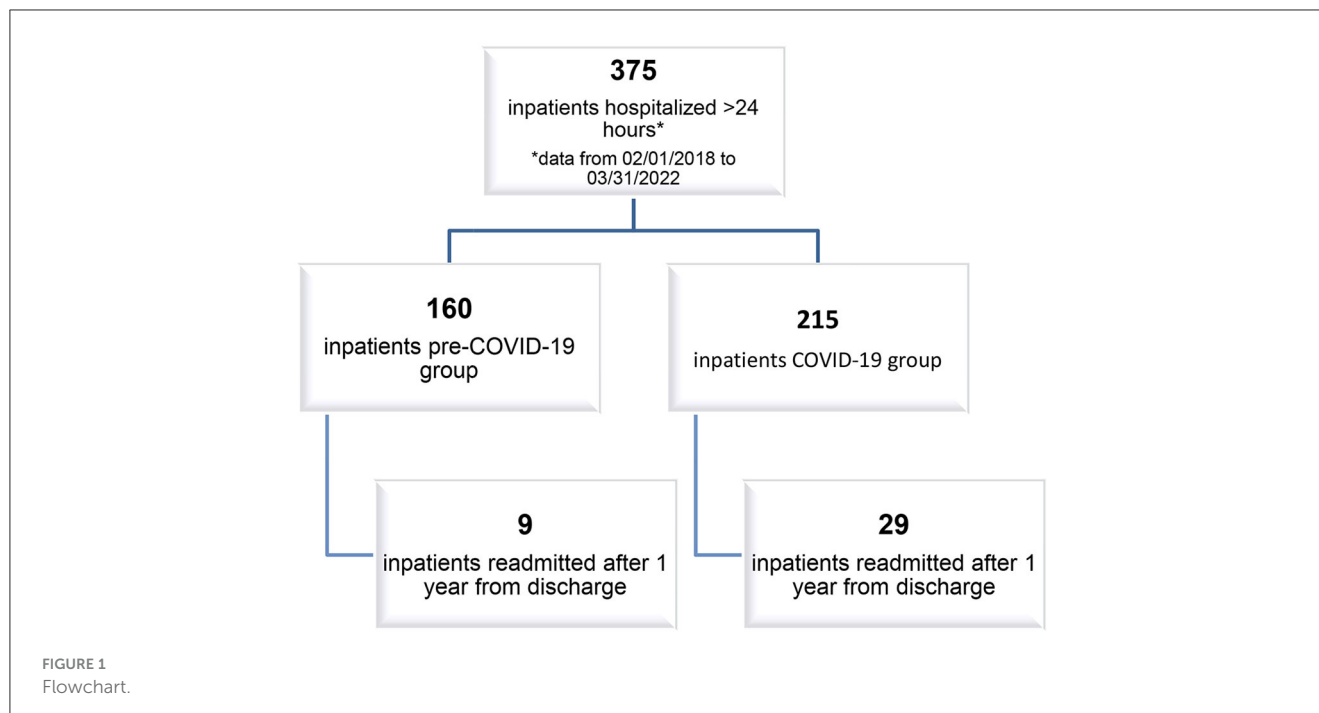 375
inpatients hospitalized >24
hours*
*data from 02/01/2018 to
03/31/2022
160
inpatients pre-COVID-19
group
215
inpatients COVID-19 group
9
inpatients readmitted after 1
year from discharge
29
inpatients readmitted after 1
year from discharge
FIGURE 1
Flowchart.